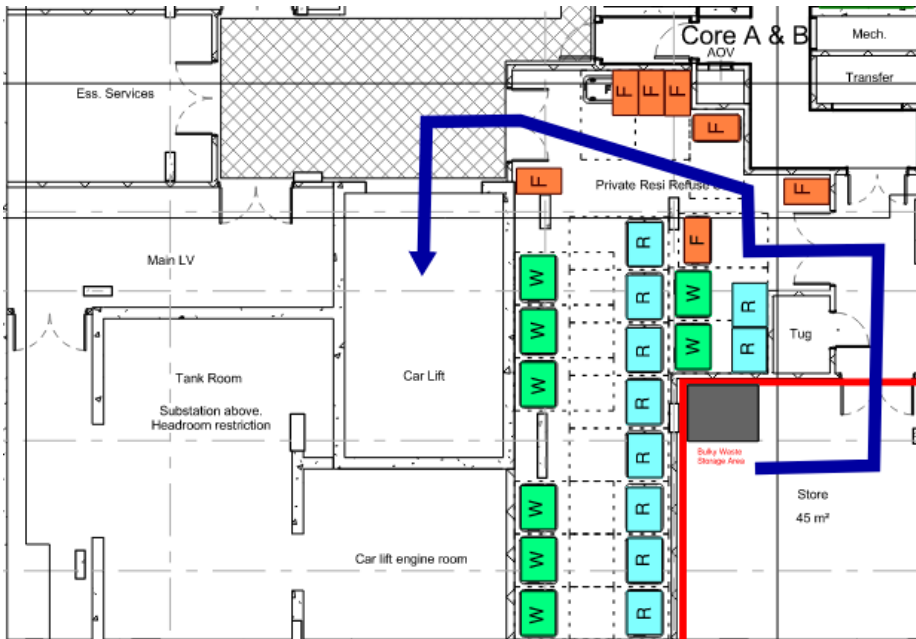 Core A & B
AOV
Mech.
Transfer
Ess. Services
F
F
F
F
F
F
F
Private Resi Refuse
F
Main LV
R
W
R
W
R
W
R
W
R
Tug
W
R
W
R
Car Lift
Tank Room
Substation above.
Headroom restriction
R
R
Bulky Waste
Storage Area
Store
45 m²
W
R
W
R
Car lift engine room
W
R